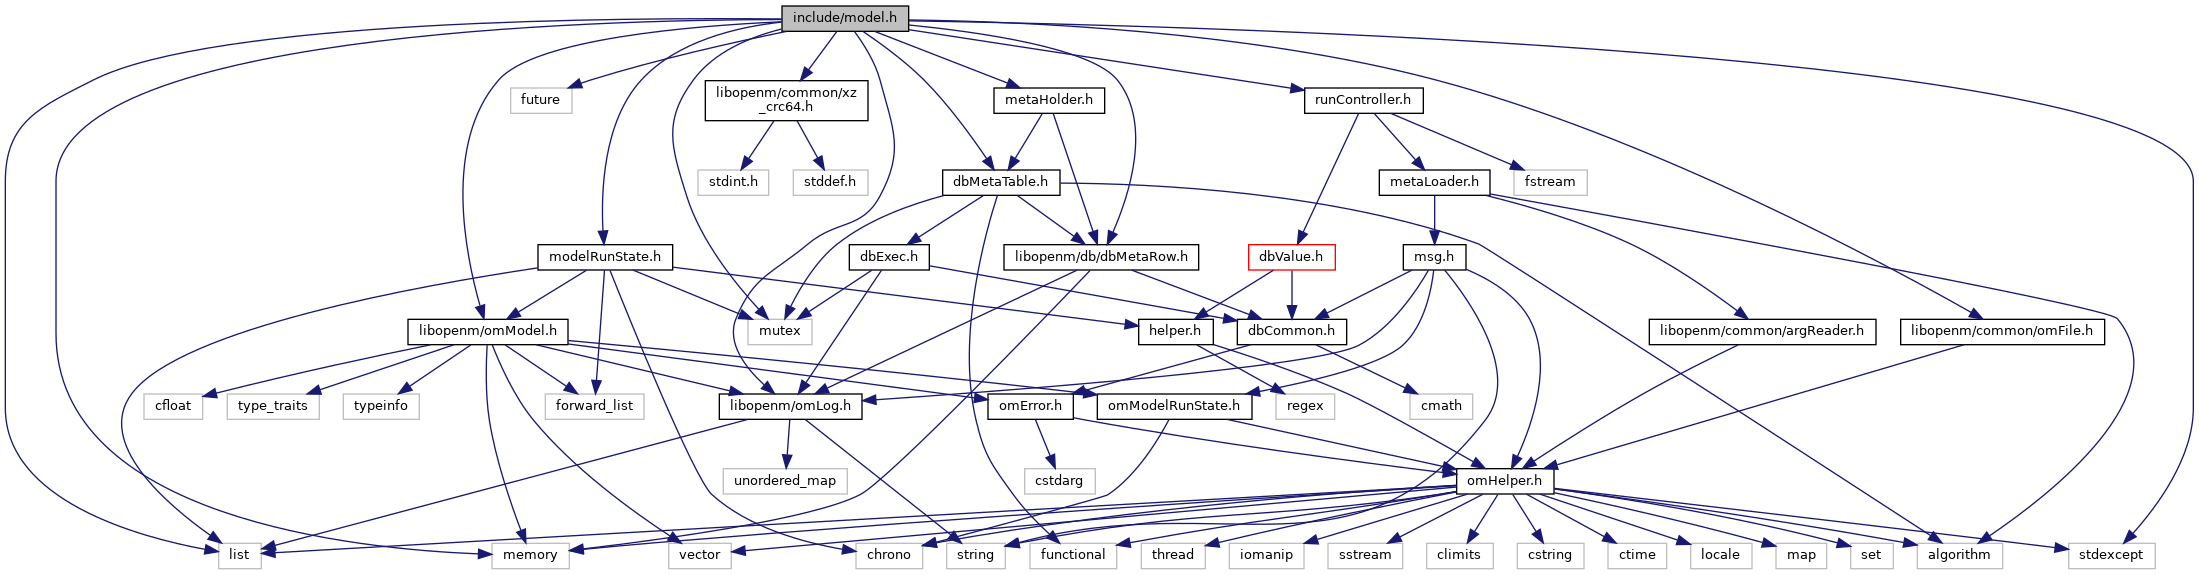 include/model.h
future
libopenm/common/xz
_crc64.h
metaHolder.h
runController.h
stdint.h
stddef.h
dbMetaTable.h
metaLoader.h
fstream
modelRunState.h
dbExec.h
libopenm/db/dbMetaRow.h
dbValue.h
msg.h
libopenm/omModel.h
mutex
helper.h
dbCommon.h
libopenm/common/argReader.h
libopenm/common/omFile.h
cfloat
type_traits
typeinfo
forward_list
libopenm/omLog.h
omError.h
omModelRunState.h
regex
cmath
unordered_map
cstdarg
omHelper.h
list
memory
vector
chrono
string
functional
thread
iomanip
sstream
climits
cstring
ctime
locale
map
set
algorithm
stdexcept